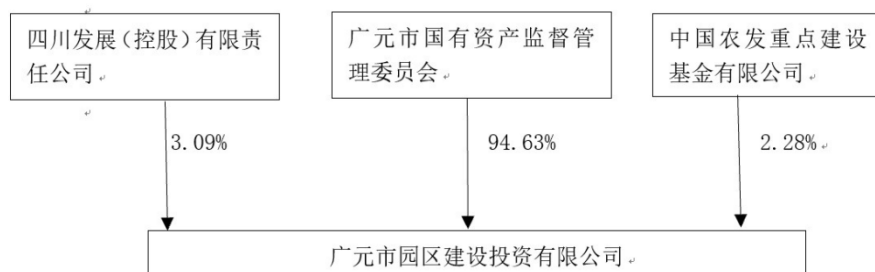 四川发展（控股）有限责
任公司
广元市国有资产监督管
理委员会
中国农发重点建设
基金有限公司
3.09%
94.63%
2.28%
广元市园区建设投资有限公司